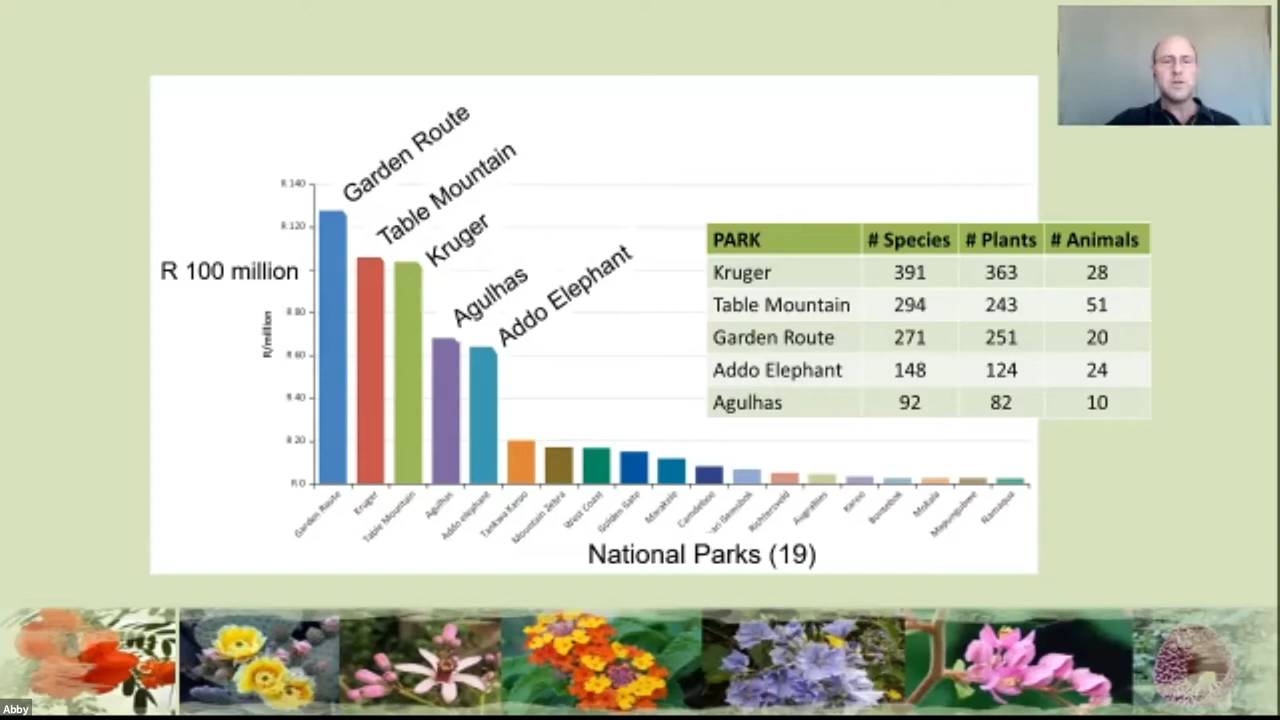 Garden Route
Table Mountain
Kruger
Agulhas
Addo Elephant
R 140
R 120
R 100 million
R 80
R 60
R 40
R 20
R 0
R/million
Garden Route
Kruger
Table Mountain
Agulhas
Addo elephant
Tankwa Karoo
Mountain Zebra
West Coast
Golden Gate
Marakele
Camdeboo
Gemsbok
Richtersveld
Augrabies
Karoo
Bontebok
Mokala
Mapungubwe
Namaqua
National Parks (19)
PARK # Species # Plants # Animals
Kruger 391 363 28
Table Mountain 294 243 51
Garden Route 271 251 20
Addo Elephant 148 124 24
Agulhas 92 82 10
Abby